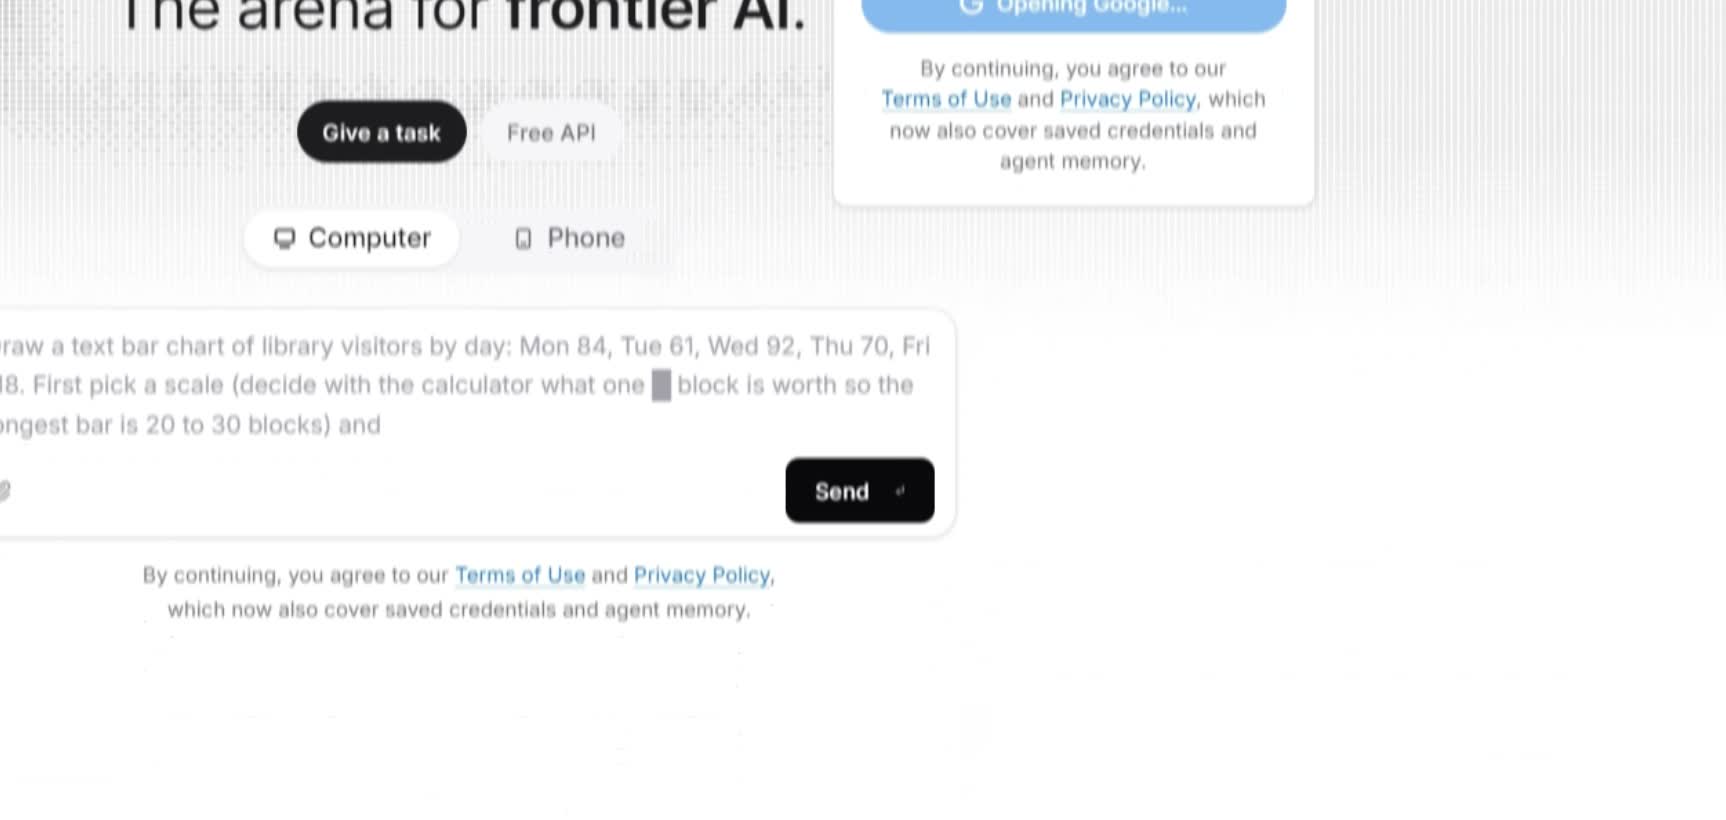 The arena for frontier AI.
Opening Google...
By continuing, you agree to our
Terms of Use and Privacy Policy, which
now also cover saved credentials and
agent memory.
Give a task
Free API
Computer
Phone
raw a text bar chart of library visitors by day: Mon 84, Tue 61, Wed 92, Thu 70, Fri
18. First pick a scale (decide with the calculator what one █ block is worth so the
ongest bar is 20 to 30 blocks) and
Send
By continuing, you agree to our Terms of Use and Privacy Policy,
which now also cover saved credentials and agent memory.